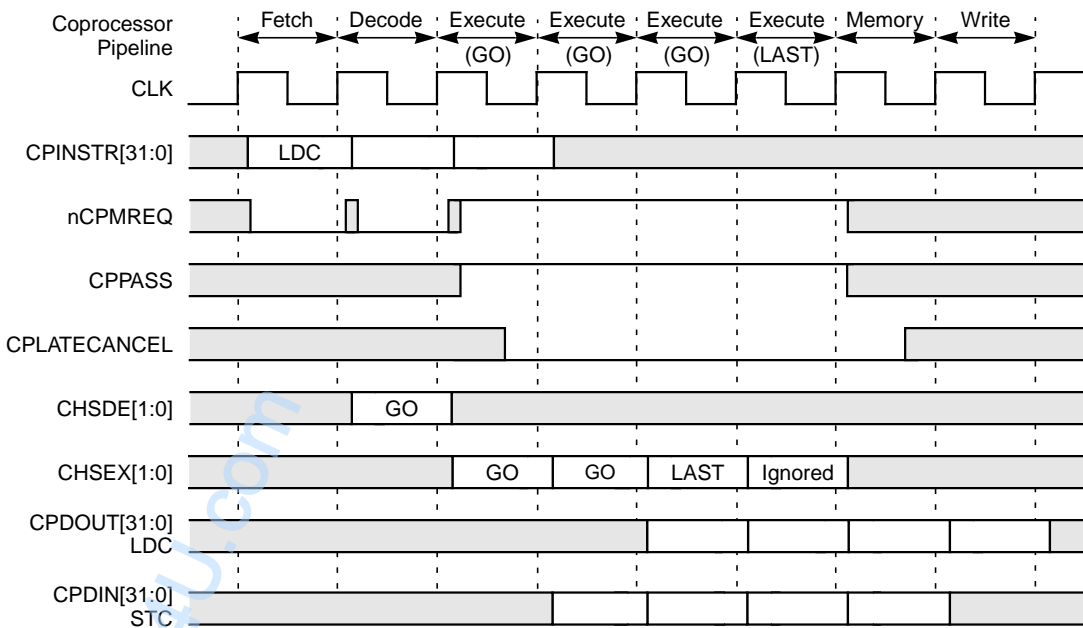 Coprocessor Pipeline Fetch Decode Execute Execute Execute Execute Memory Write
(GO) (GO) (GO) (LAST)
CLK
CPINSTR[31:0] LDC
nCPMREQ
CPPASS
CPLATECANCEL
CHSDE[1:0] GO
CHSEX[1:0] GO GO LAST Ignored
CPDOUT[31:0]
LDC
CPDIN[31:0]
STC
4U.com